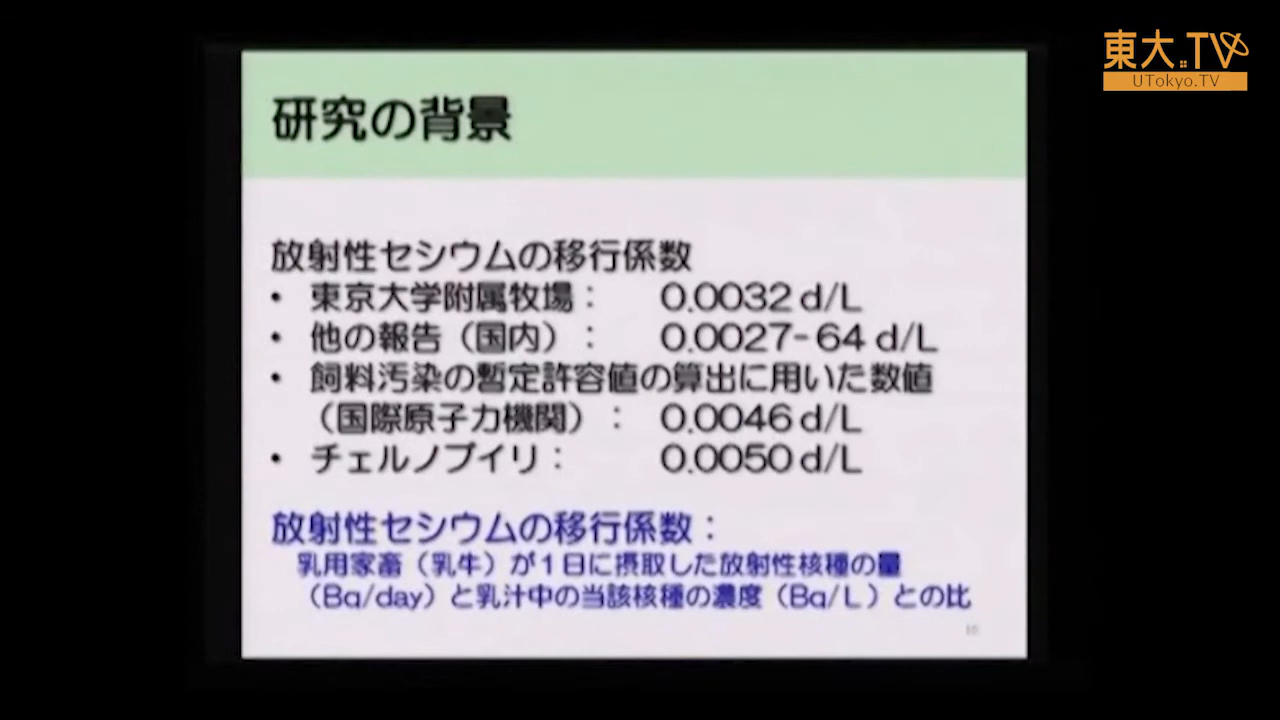 東大.TV
UTokyo.TV
研究の背景
放射性セシウムの移行係数
• 東京大学附属牧場： 0.0032 d/L
• 他の報告（国内）： 0.0027-64 d/L
• 飼料汚染の暫定許容値の算出に用いた数値
（国際原子力機関）： 0.0046 d/L
• チェルノブイリ： 0.0050 d/L
放射性セシウムの移行係数：
乳用家畜（乳牛）が１日に摂取した放射性核種の量
（Bq/day）と乳汁中の当該核種の濃度（Bq/L）との比